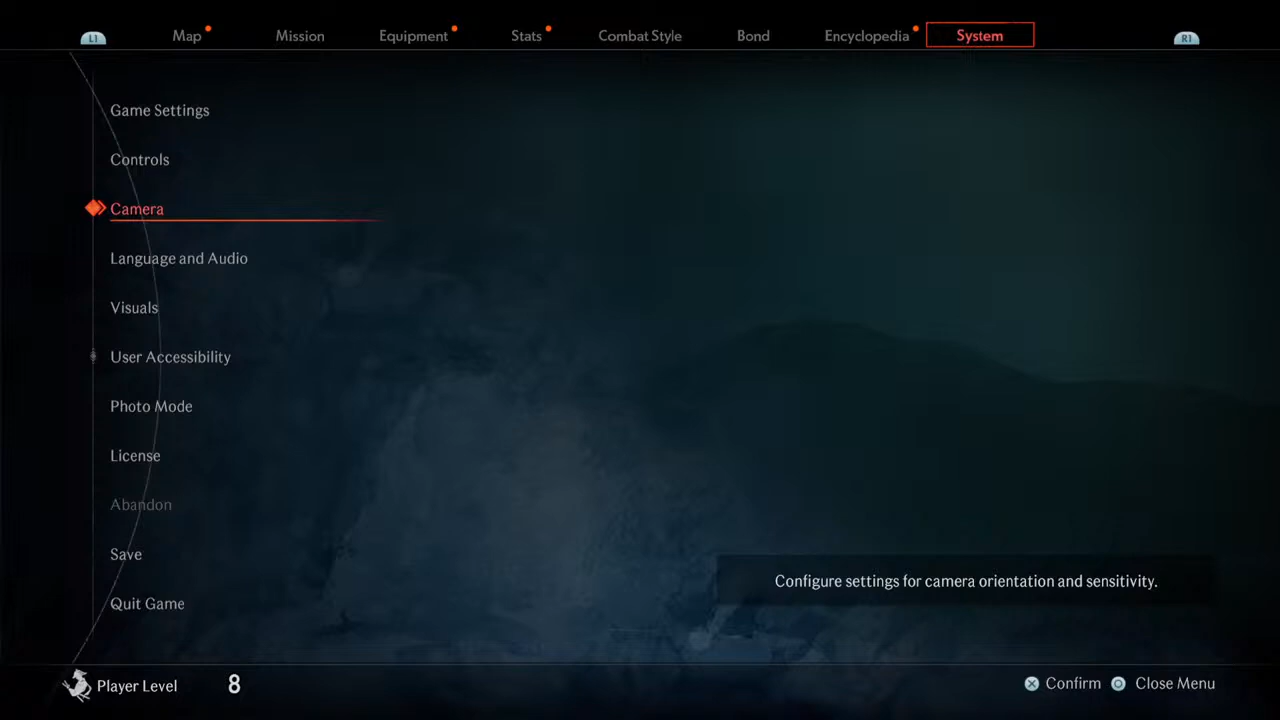 L1 Map Mission Equipment Stats Combat Style Bond Encyclopedia System R1
Game Settings
Controls
Camera
Language and Audio
Visuals
User Accessibility
Photo Mode
License
Abandon
Save
Configure settings for camera orientation and sensitivity.
Quit Game
Player Level 8 Confirm Close Menu